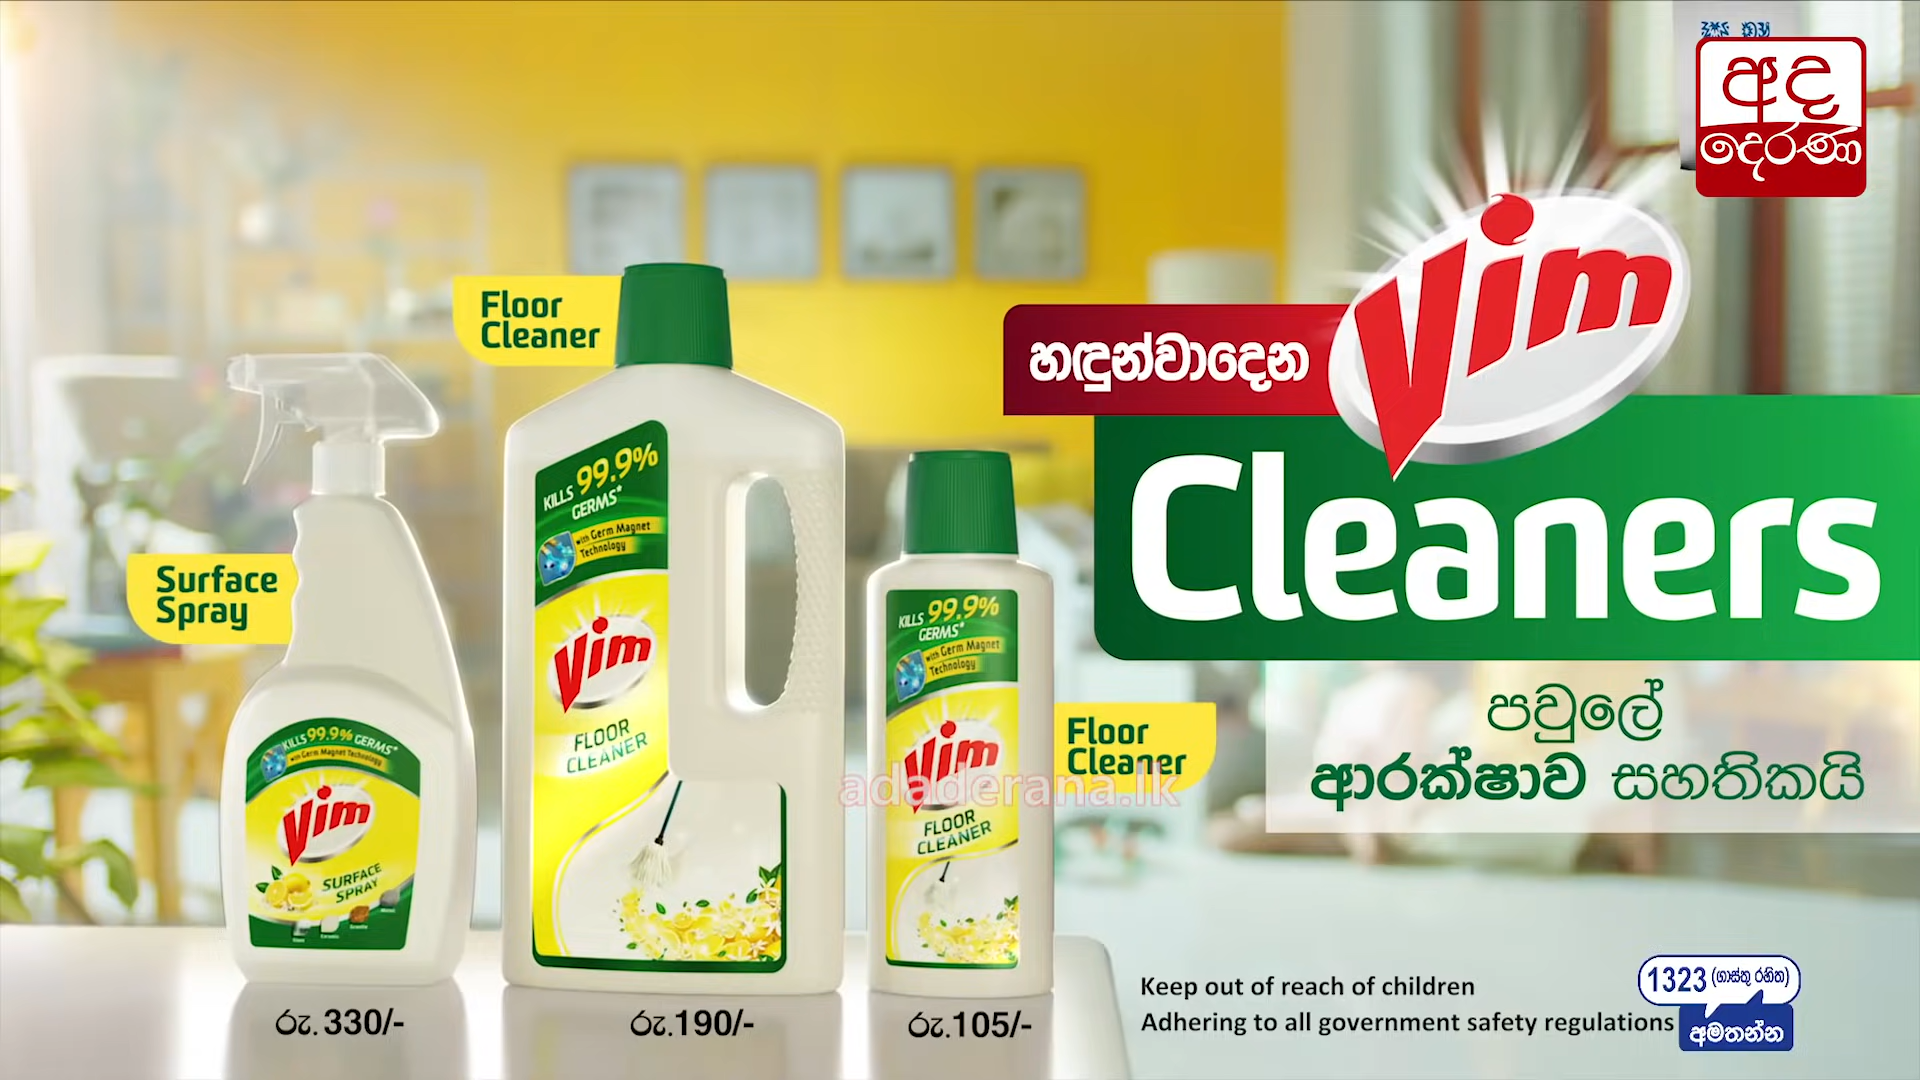 අද
දෙරණ
හඳුන්වාදෙන
Vim
Cleaners
පවුලේ
ආරක්ෂාව සහතිකයි
Floor
Cleaner
Surface
Spray
Floor
Cleaner
KILLS 99.9% GERMS*
with Germ Magnet Technology
Vim
SURFACE
SPRAY
KILLS 99.9%
GERMS*
with Germ Magnet
Technology
Vim
FLOOR
CLEANER
KILLS 99.9%
GERMS*
with Germ Magnet
Technology
Vim
FLOOR
CLEANER
adaderana.lk
රු. 330/-
රු.190/-
රු.105/-
Keep out of reach of children
Adhering to all government safety regulations
1323 (ගාස්තු රහිත)
අමතන්න